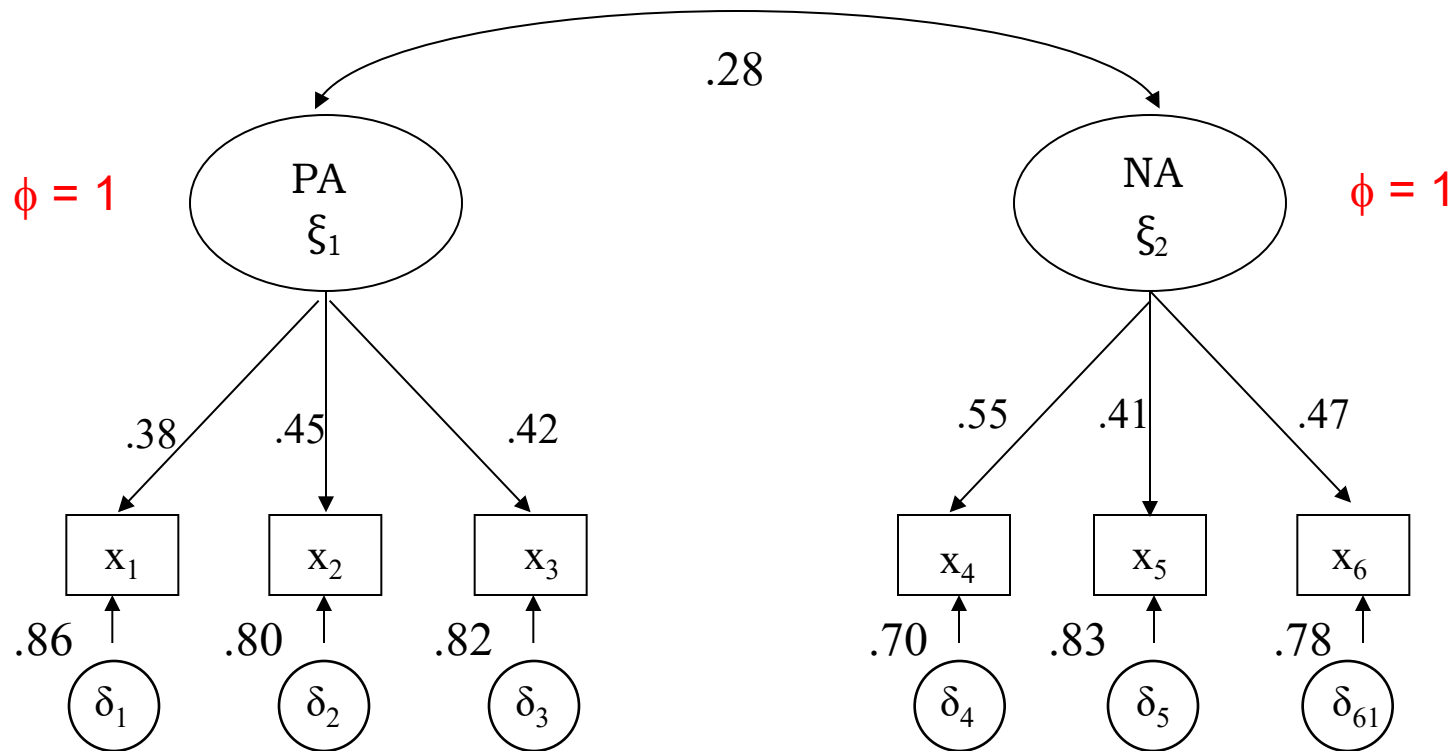 .28
PA
ξ₁
NA
ξ₂
ϕ = 1
ϕ = 1
.38
.45
.42
.55
.41
.47
x₁
x₂
x₃
x₄
x₅
x₆
.86
.80
.82
.70
.83
.78
δ₁
δ₂
δ₃
δ₄
δ₅
δ₆₁